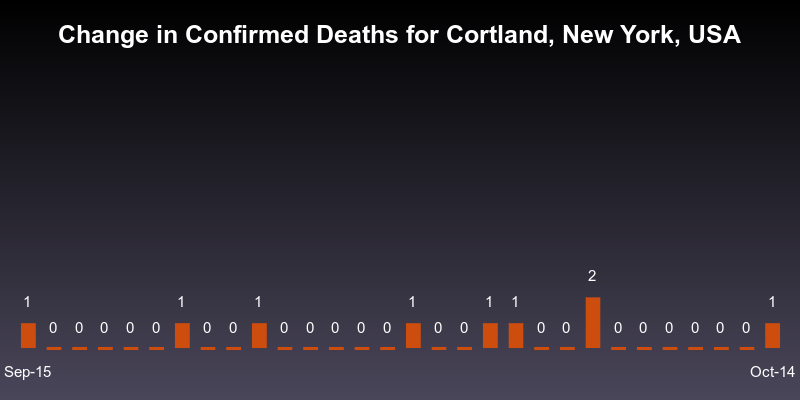 Change in Confirmed Deaths for Cortland, New York, USA
2
1 1 1 1 1 1 1
0 0 0 0 0 0 0 0 0 0 0 0 0 0 0 0 0 0 0 0 0 0
Sep-15 Oct-14